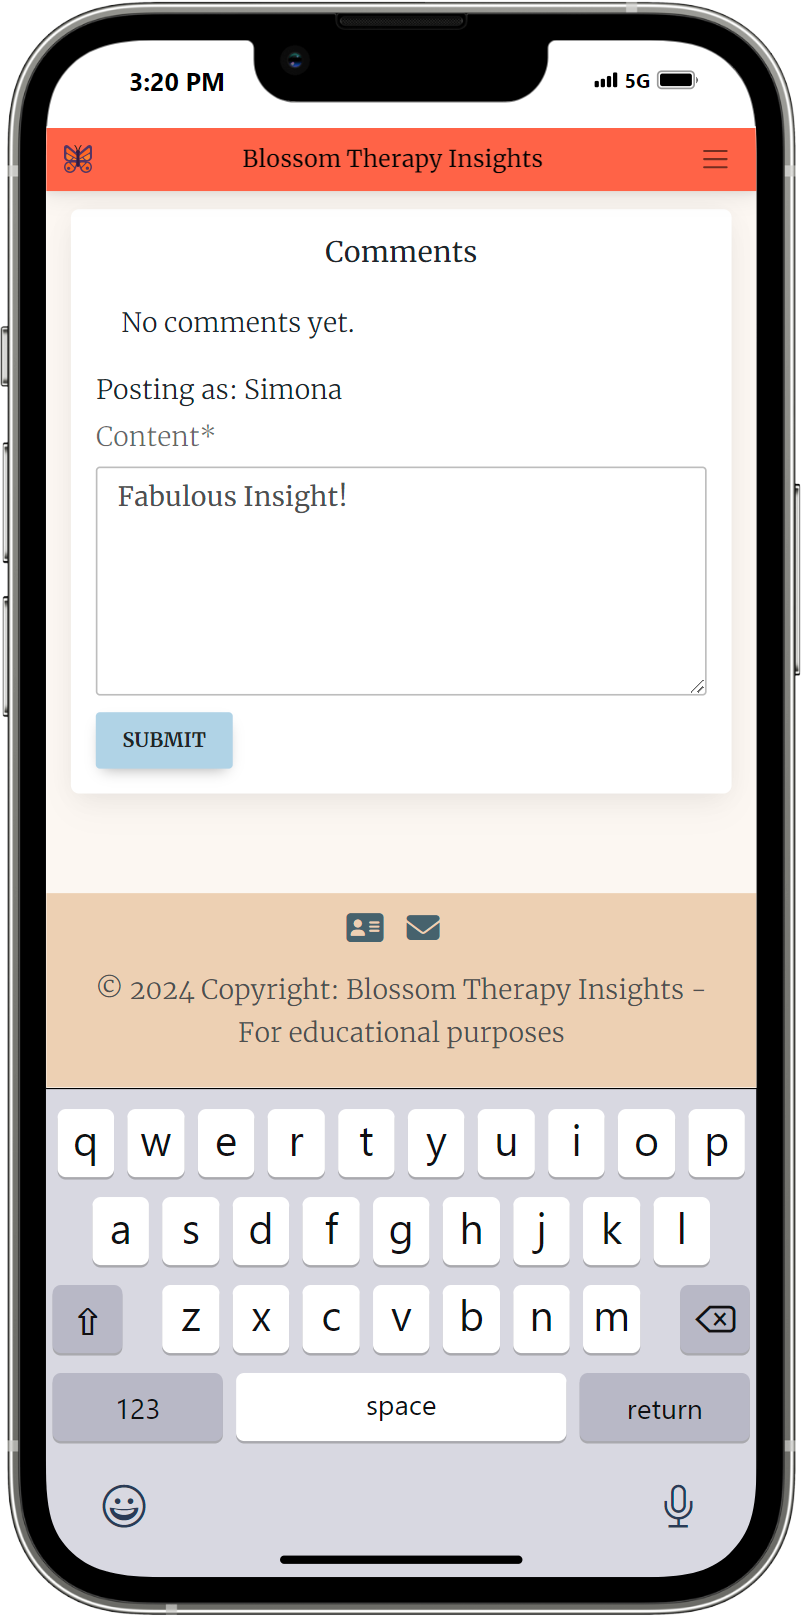 3:20 PM 5G
Blossom Therapy Insights
Comments
No comments yet.
Posting as: Simona
Content*
Fabulous Insight!
SUBMIT
© 2024 Copyright: Blossom Therapy Insights -
For educational purposes
q w e r t y u i o p
a s d f g h j k l
z x c v b n m
123 space return